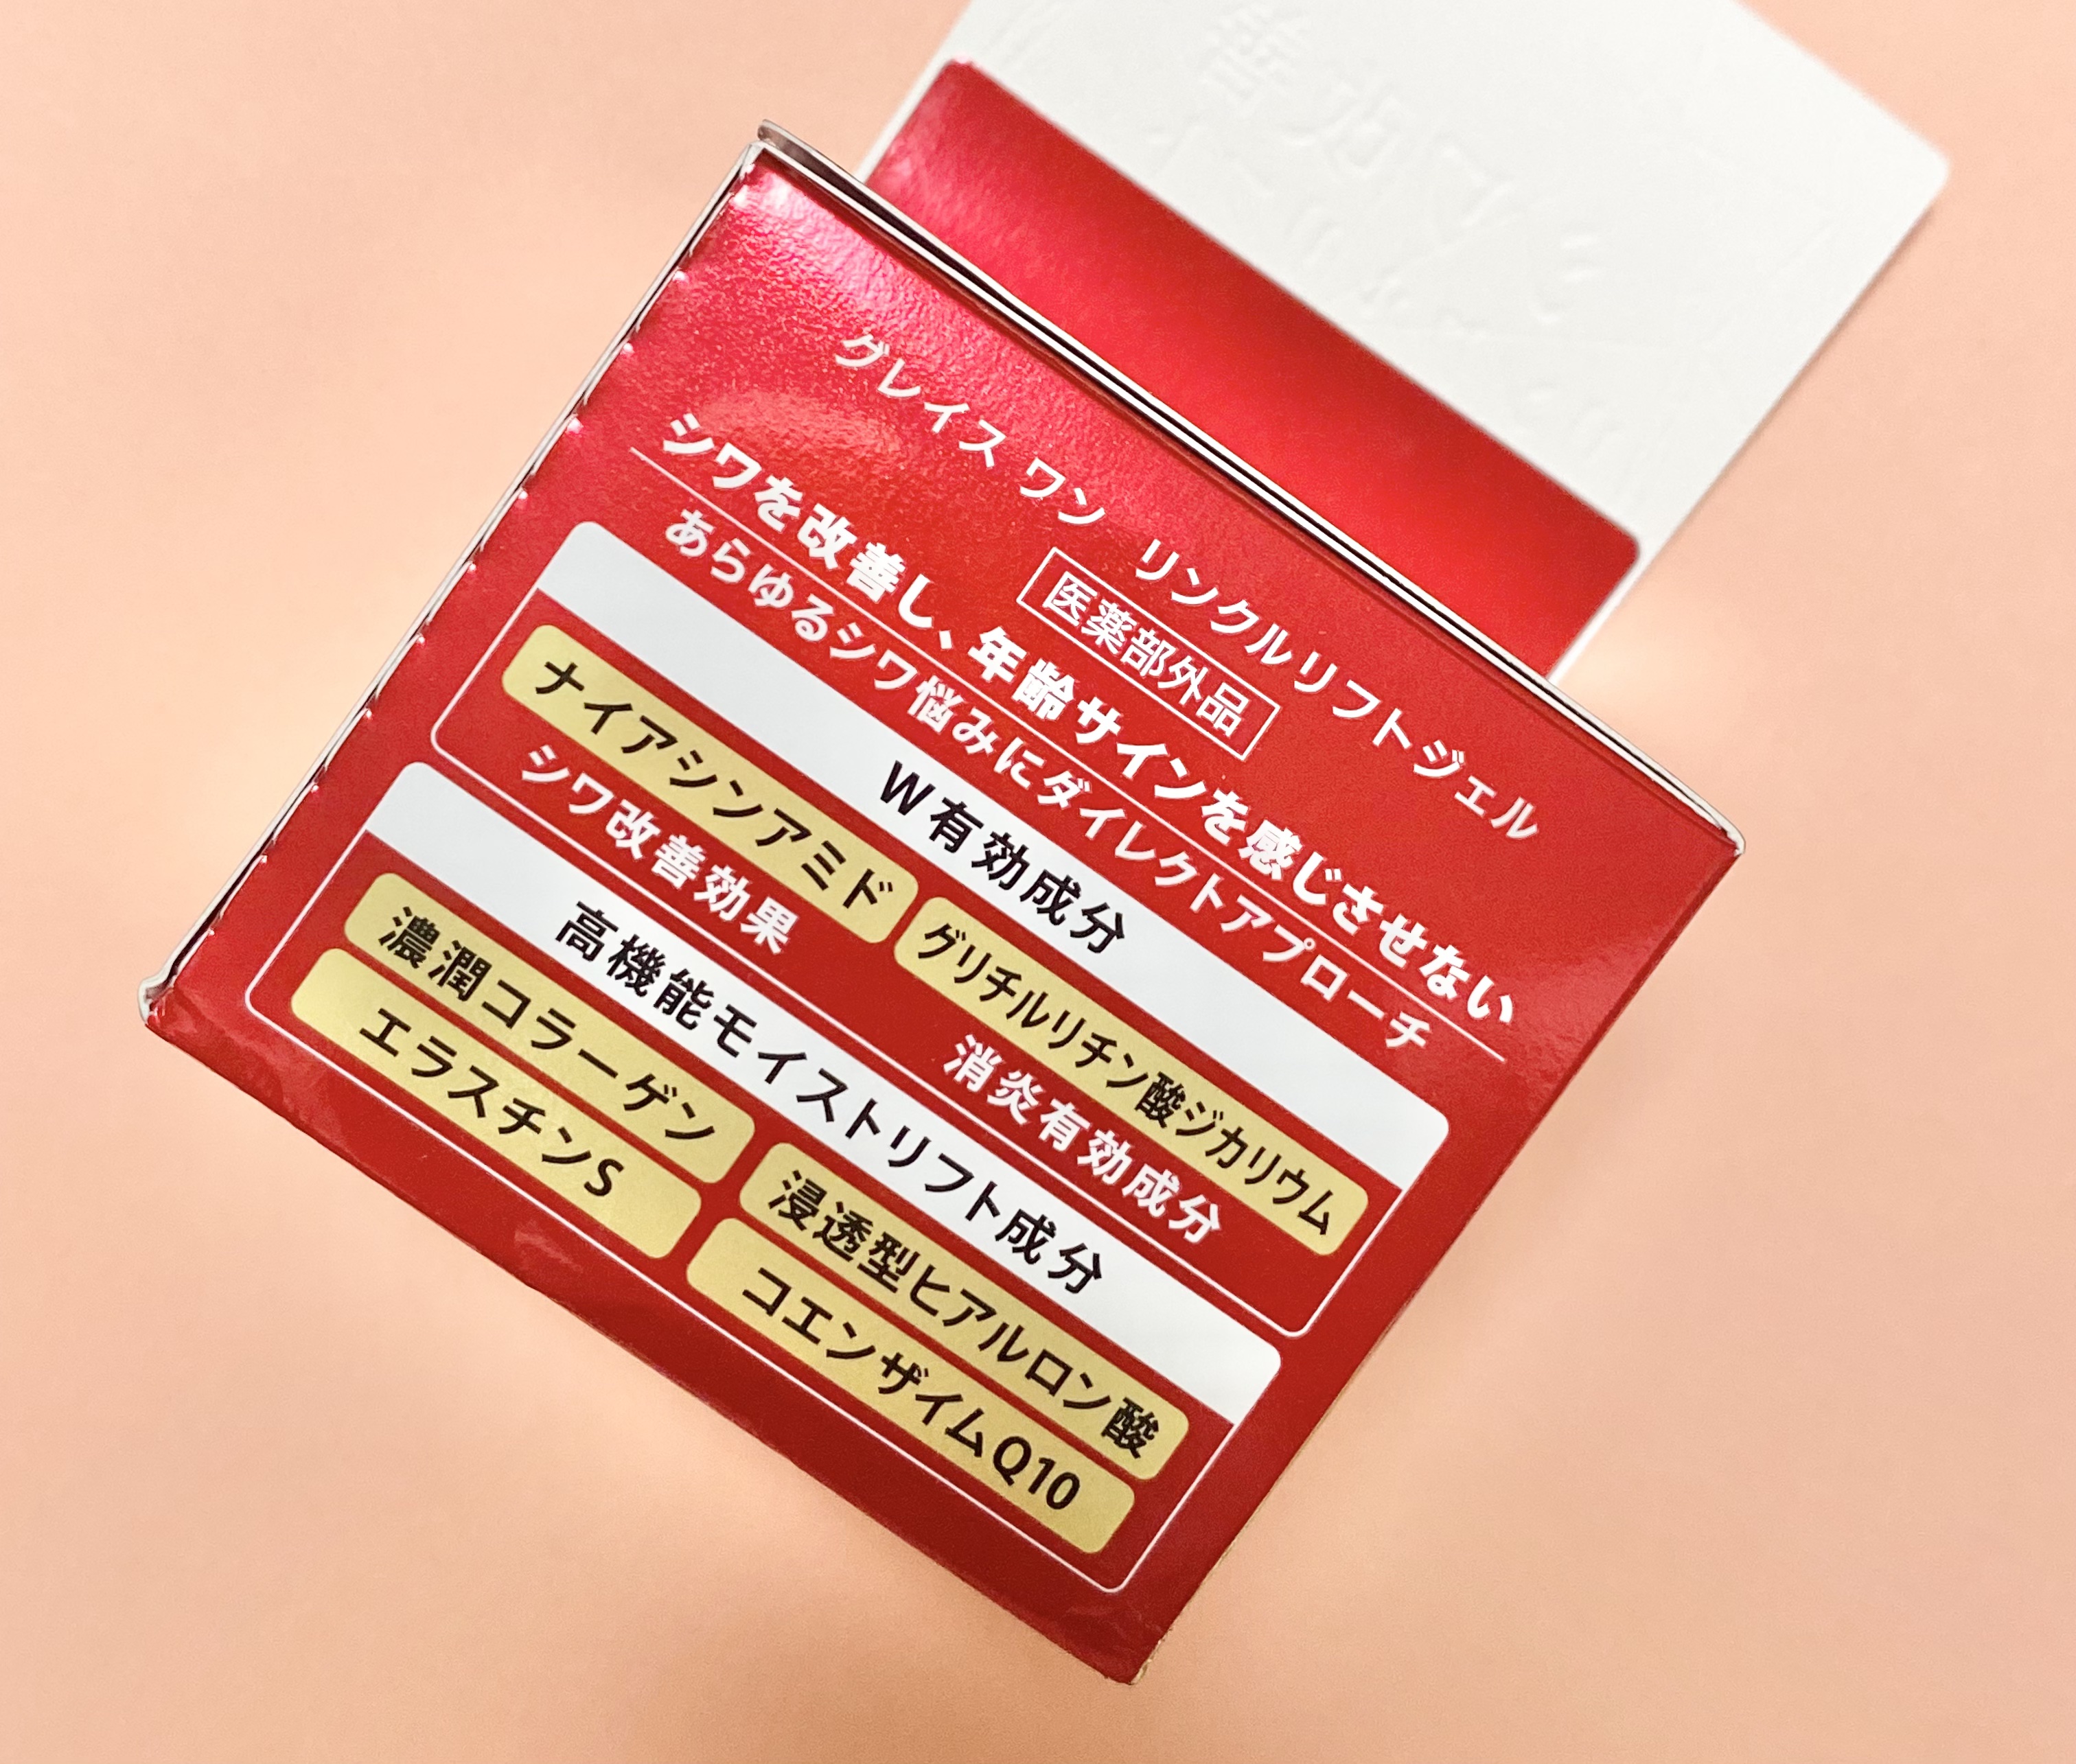 グレイス ワン リンクルリフトジェル
医薬部外品
シワを改善し、年齢サインを感じさせない
あらゆるシワ悩みにダイレクトアプローチ
W有効成分
ナイアシンアミド グリチルリチン酸ジカリウム
シワ改善効果 消炎有効成分
高機能モイストリフト成分
濃潤コラーゲン 浸透型ヒアルロン酸
エラスチンS コエンザイムQ10